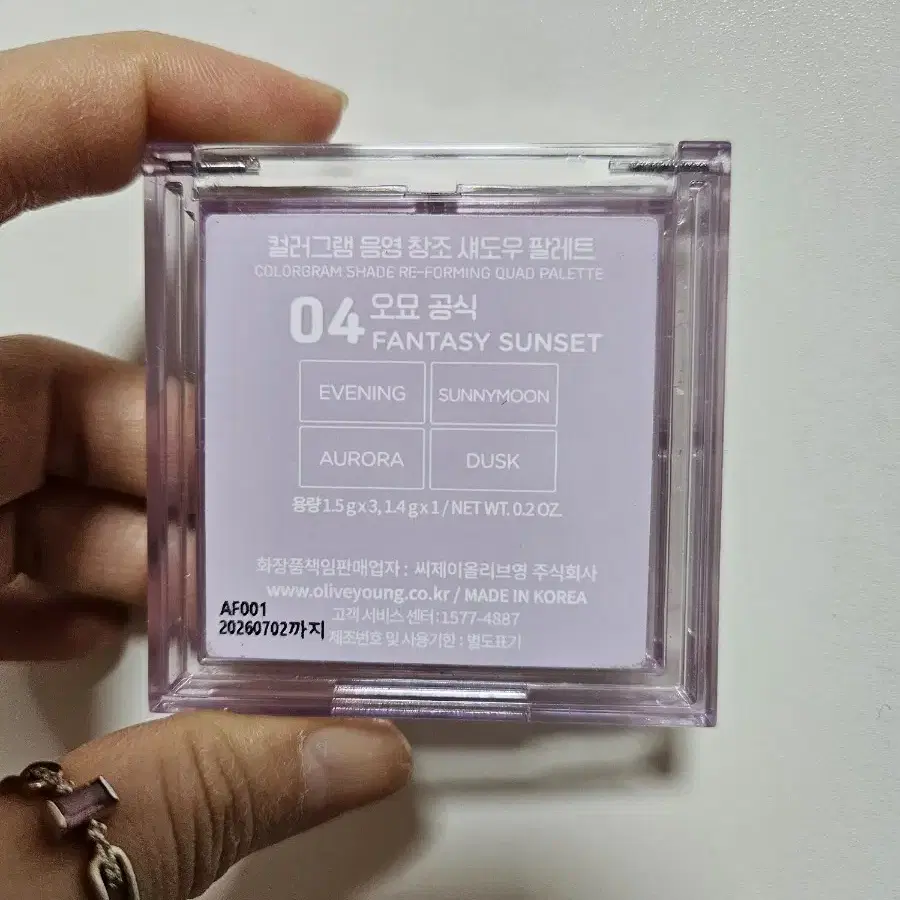 컬러그램 음영 창조 섀도우 팔레트
COLORGRAM SHADE RE-FORMING QUAD PALETTE
04 오묘 공식
FANTASY SUNSET
EVENING SUNNYMOON
AURORA DUSK
용량 1.5 g x 3, 1.4 g x 1 / NET WT. 0.2 OZ.
화장품책임판매업자 : 씨제이올리브영 주식회사
www.oliveyoung.co.kr / MADE IN KOREA
고객 서비스 센터:1577-4887
제조번호 및 사용기한 : 별도표기
AF001
20260702까지